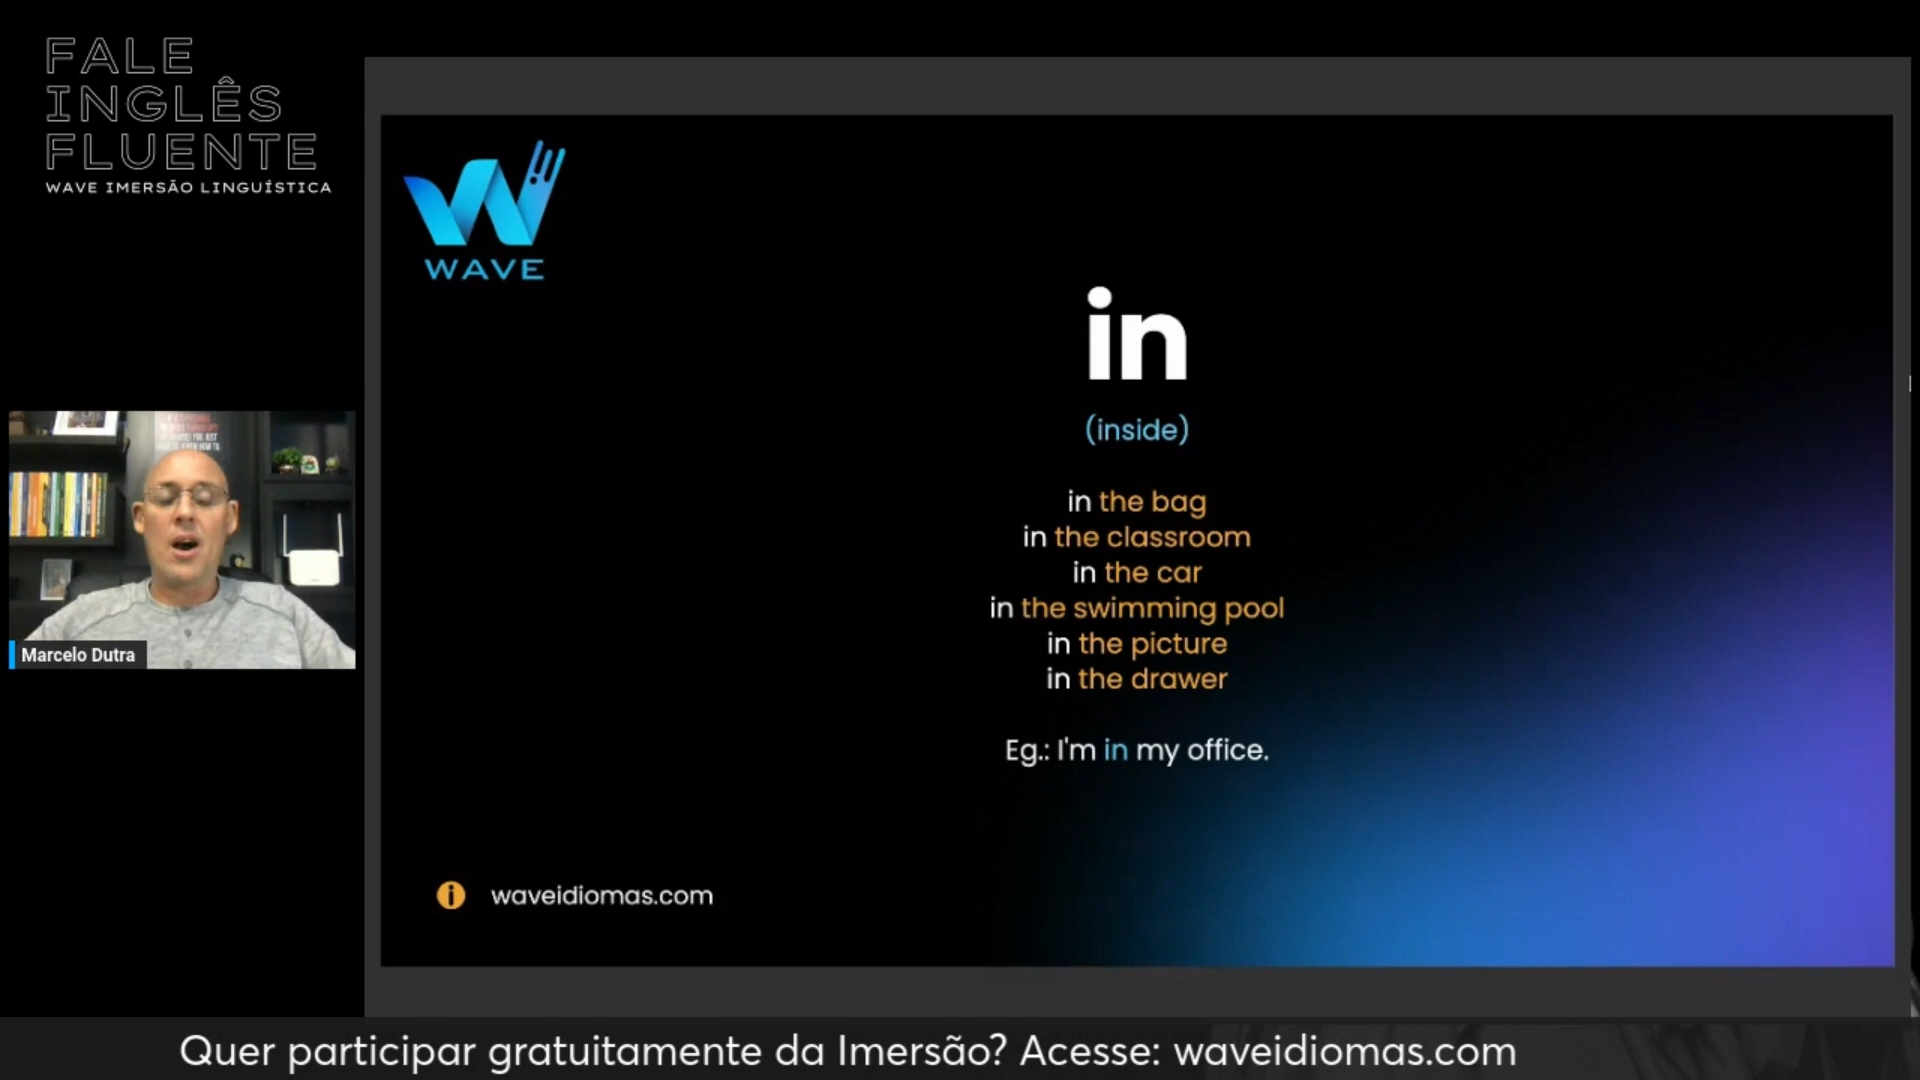 FALE
INGLÊS
FLUENTE
WAVE IMERSÃO LINGUÍSTICA
WAVE
in
(inside)
in the bag
in the classroom
in the car
in the swimming pool
in the picture
in the drawer
Eg.: I'm in my office.
Marcelo Dutra
waveidiomas.com
Quer participar gratuitamente da Imersão? Acesse: waveidiomas.com